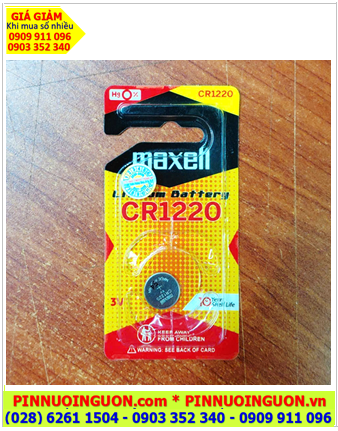 GIÁ GIẢM
Khi mua số nhiều
0909 911 096
0903 352 340
Hg 0%
CR1220
maxell
Lithium Battery
CR1220
3V
10 Year
Shelf Life
KEEP AWAY
FROM CHILDREN
WARNING: SEE BACK OF CARD
PINNUOINGUON.com * PINNUOINGUON.vn
(028) 6261 1504 - 0903 352 340 - 0909 911 096